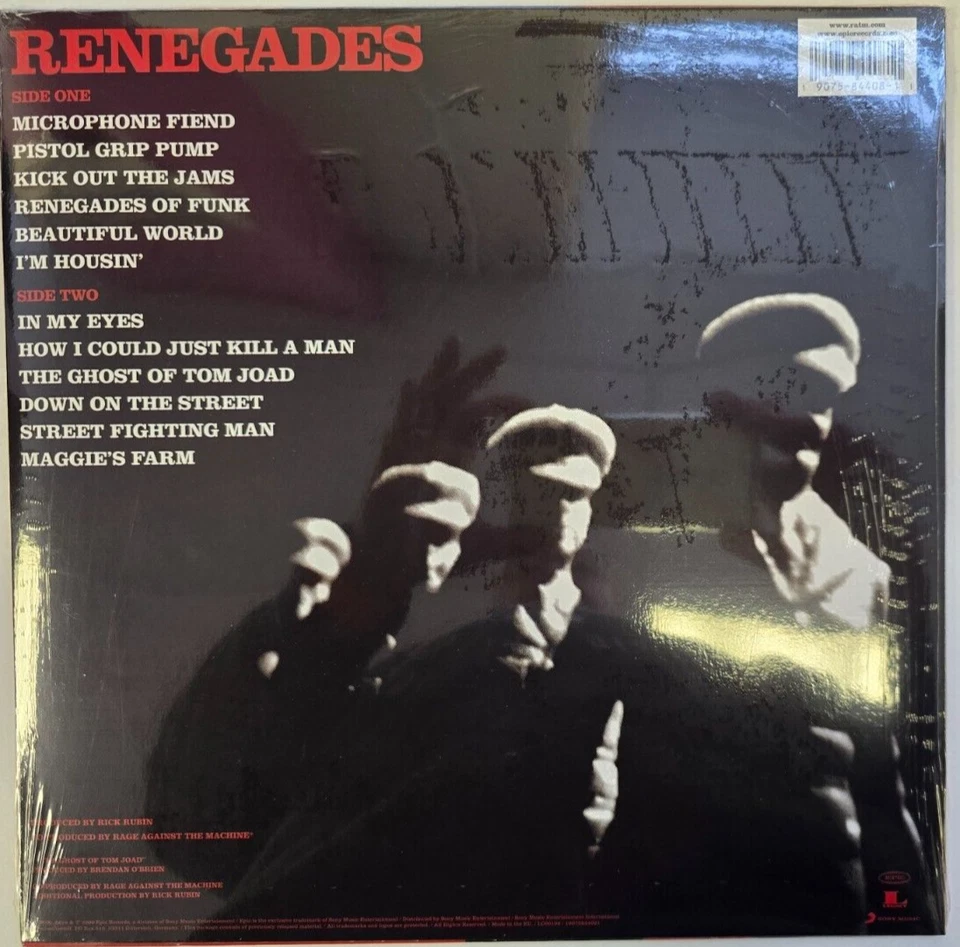 RENEGADES
SIDE ONE
MICROPHONE FIEND
PISTOL GRIP PUMP
KICK OUT THE JAMS
RENEGADES OF FUNK
BEAUTIFUL WORLD
I'M HOUSIN'
SIDE TWO
IN MY EYES
HOW I COULD JUST KILL A MAN
THE GHOST OF TOM JOAD
DOWN ON THE STREET
STREET FIGHTING MAN
MAGGIE'S FARM
www.ratm.com
BY RICK RUBIN
BY RAGE AGAINST THE MACHINE*
GHOST OF TOM JOAD"
BY BRENDAN O'BRIEN
BY RAGE AGAINST THE MACHINE
PRODUCTION BY RICK RUBIN
EPIC